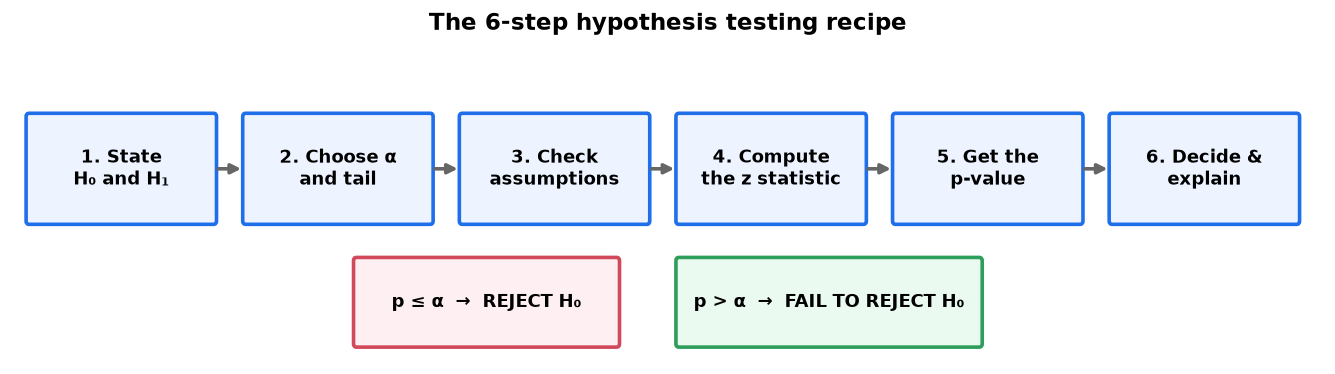 The 6-step hypothesis testing recipe
1. State
H₀ and H₁
2. Choose α
and tail
3. Check
assumptions
4. Compute
the z statistic
5. Get the
p-value
6. Decide &
explain
p ≤ α → REJECT H₀
p > α → FAIL TO REJECT H₀